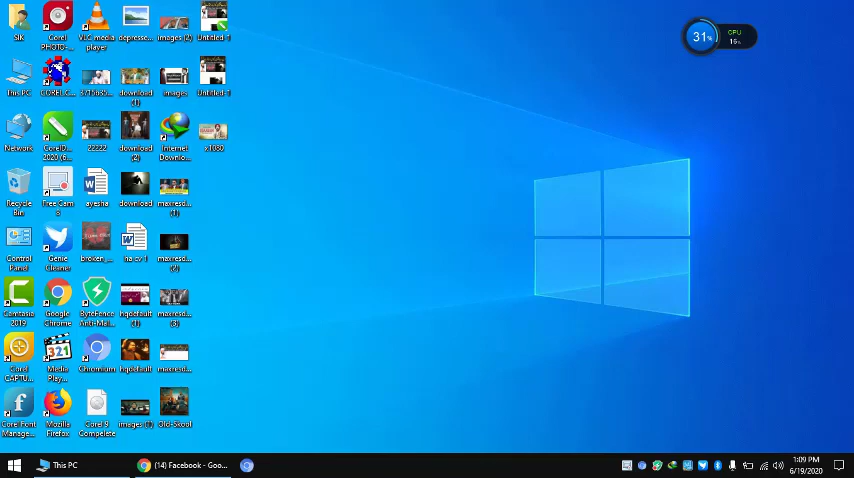 SIK
Corel
PHOTO-...
VLC media
player
depresse...
images (2)
Untitled-1
This PC
COREL.C...
3715635...
download
(1)
images
Untitled-1
Network
CorelD...
2020 (6...
22222
download
(2)
Internet
Downlo...
x1080
Recycle
Bin
Free Cam
8
ayesha
download
maxresd...
(1)
Control
Panel
Genie
Cleaner
broken_...
ha cv 1
maxresd...
(2)
Camtasia
2019
Google
Chrome
ByteFence
Anti-Mal...
hqdefault
(1)
maxresd...
(3)
Corel
CAPTU...
Media
Play...
Chromium
hqdefault
maxresd...
Corel Font
Manage...
Mozilla
Firefox
Corel 9
Compelete
images (1)
Old-Skool
31%
CPU
16%
This PC
(14) Facebook - Goo...
1:09 PM
6/19/2020